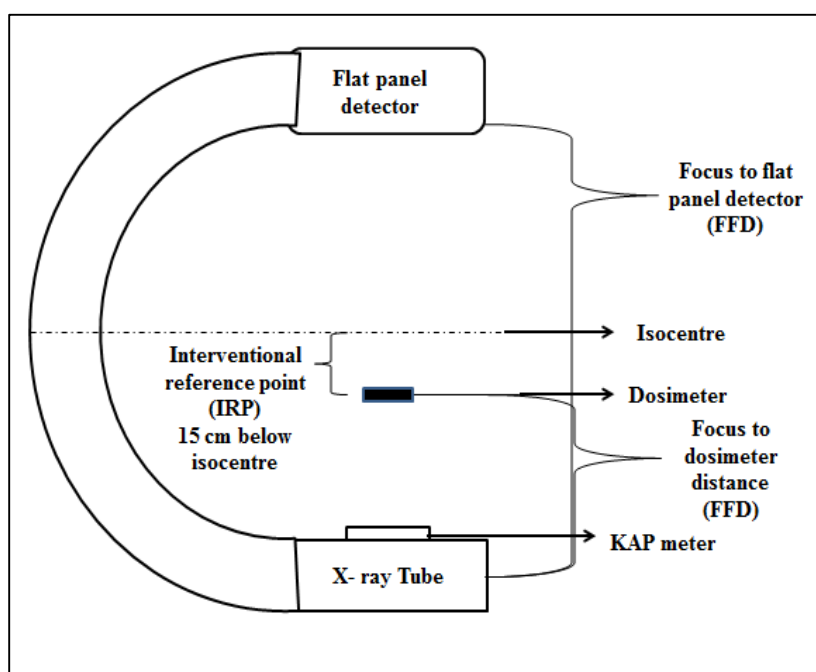 Flat panel
detector
Focus to flat
panel detector
(FFD)
Isocentre
Interventional
reference point
(IRP)
15 cm below
isocentre
Dosimeter
Focus to
dosimeter
distance
(FFD)
KAP meter
X- ray Tube